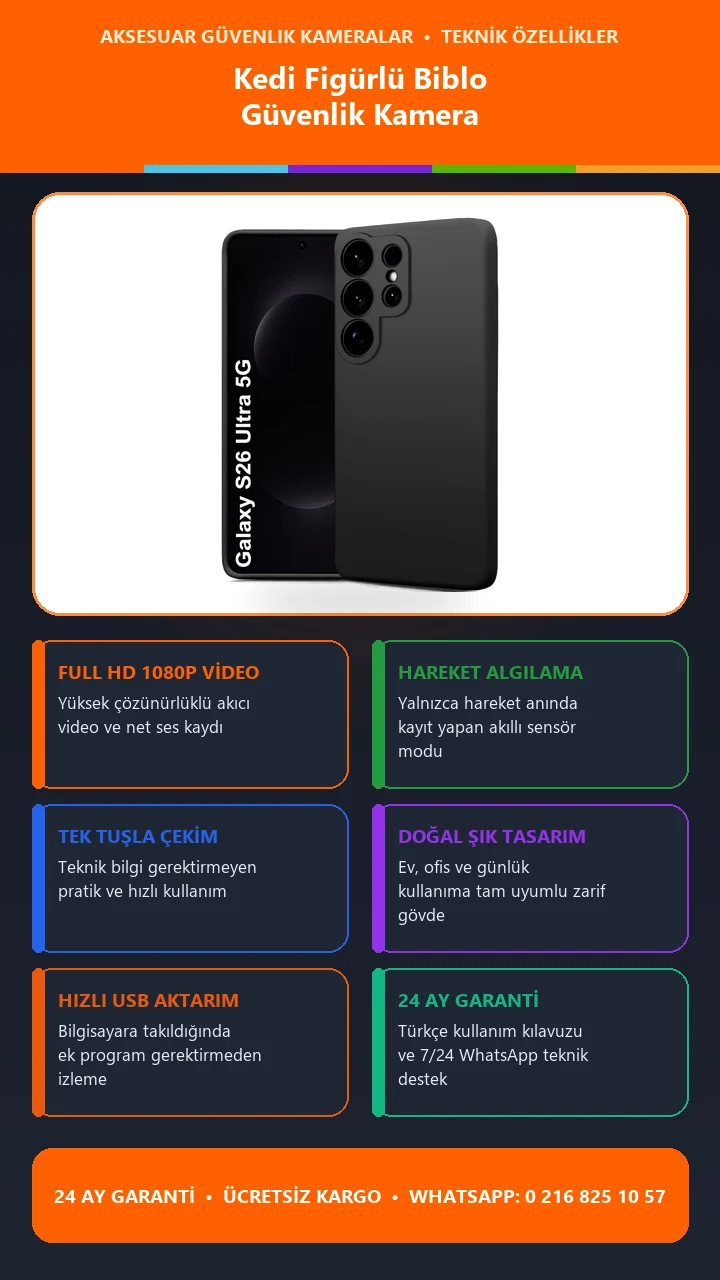 AKSESUAR GÜVENLIK KAMERALAR • TEKNİK ÖZELLİKLER
Kedi Figürlü Biblo
Güvenlik Kamera
Galaxy S26 Ultra 5G
FULL HD 1080P VİDEO
Yüksek çözünürlüklü akıcı
video ve net ses kaydı
HAREKET ALGILAMA
Yalnızca hareket anında
kayıt yapan akıllı sensör
modu
TEK TUŞLA ÇEKİM
Teknik bilgi gerektirmeyen
pratik ve hızlı kullanım
DOĞAL ŞIK TASARIM
Ev, ofis ve günlük
kullanıma tam uyumlu zarif
gövde
HIZLI USB AKTARIM
Bilgisayara takıldığında
ek program gerektirmeden
izleme
24 AY GARANTİ
Türkçe kullanım kılavuzu
ve 7/24 WhatsApp teknik
destek
24 AY GARANTİ • ÜCRETSİZ KARGO • WHATSAPP: 0 216 825 10 57